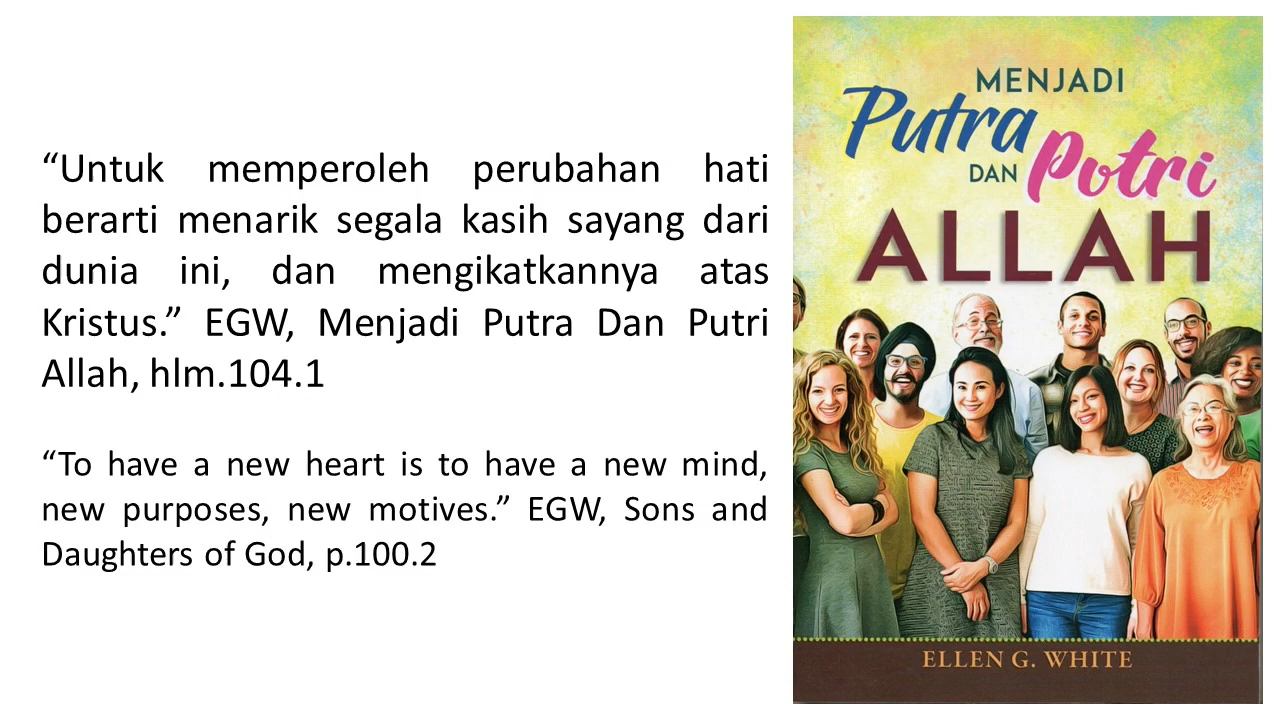 “Untuk memperoleh perubahan hati
berarti menarik segala kasih sayang dari
dunia ini, dan mengikatkannya atas
Kristus.” EGW, Menjadi Putra Dan Putri
Allah, hlm.104.1
“To have a new heart is to have a new mind,
new purposes, new motives.” EGW, Sons and
Daughters of God, p.100.2
MENJADI
Putra
DAN Putri
ALLAH
ELLEN G. WHITE